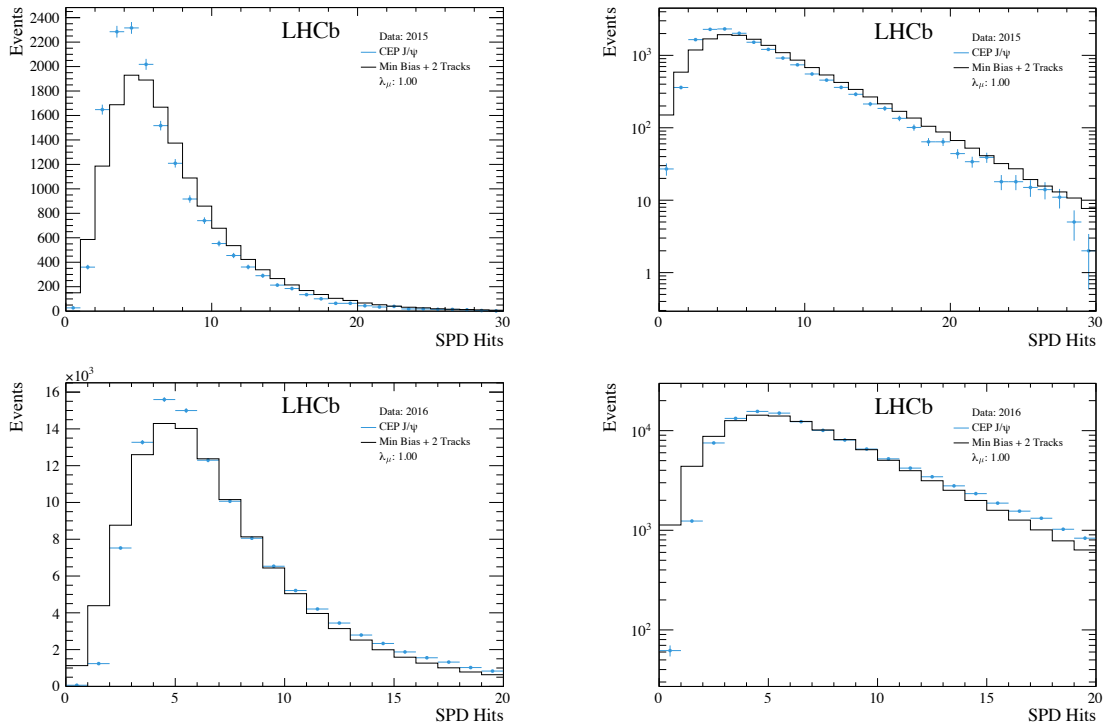 Events
2400
2200
2000
1800
1600
1400
1200
1000
800
600
400
200
0
LHCb
Data: 2015
CEP J/ψ
Min Bias + 2 Tracks
λμ: 1.00
0 10 20 30
SPD Hits
Events
10³
10²
10
1
LHCb
Data: 2015
CEP J/ψ
Min Bias + 2 Tracks
λμ: 1.00
0 10 20 30
SPD Hits
×10³
Events
16
14
12
10
8
6
4
2
0
LHCb
Data: 2016
CEP J/ψ
Min Bias + 2 Tracks
λμ: 1.00
0 5 10 15 20
SPD Hits
Events
10⁴
10³
10²
LHCb
Data: 2016
CEP J/ψ
Min Bias + 2 Tracks
λμ: 1.00
0 5 10 15 20
SPD Hits